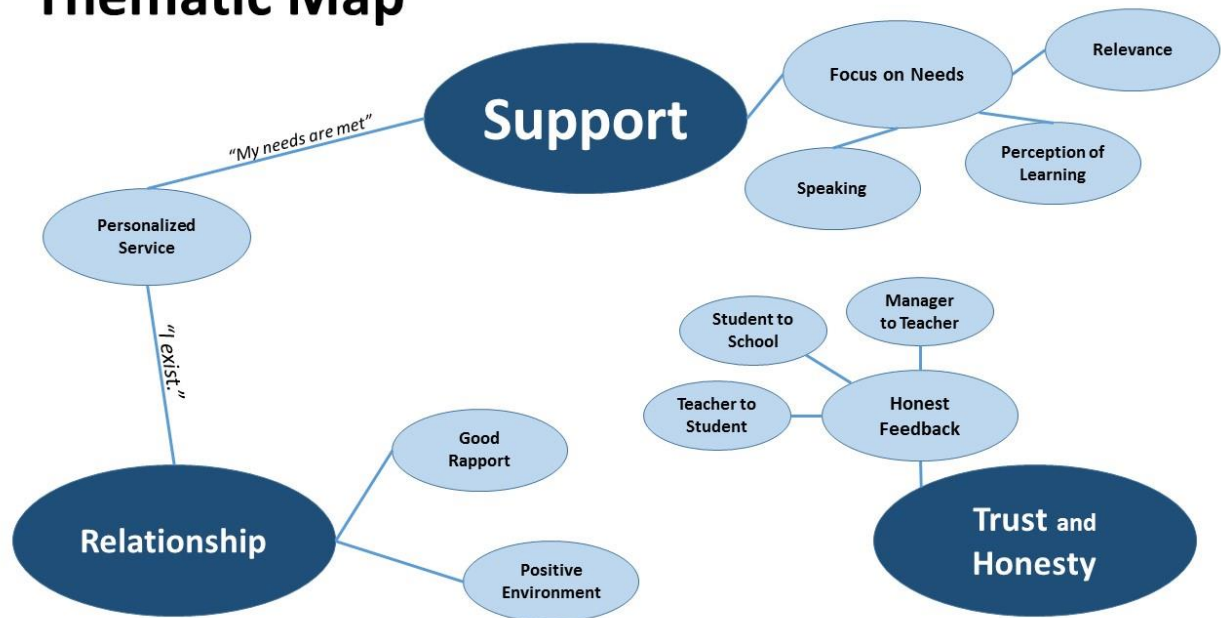 Thematic Map
Support
Focus on Needs
Relevance
Perception of
Learning
Speaking
“My needs are met”
Personalized
Service
“I exist.”
Relationship
Good
Rapport
Positive
Environment
Manager
to Teacher
Student to
School
Teacher to
Student
Honest
Feedback
Trust and
Honesty